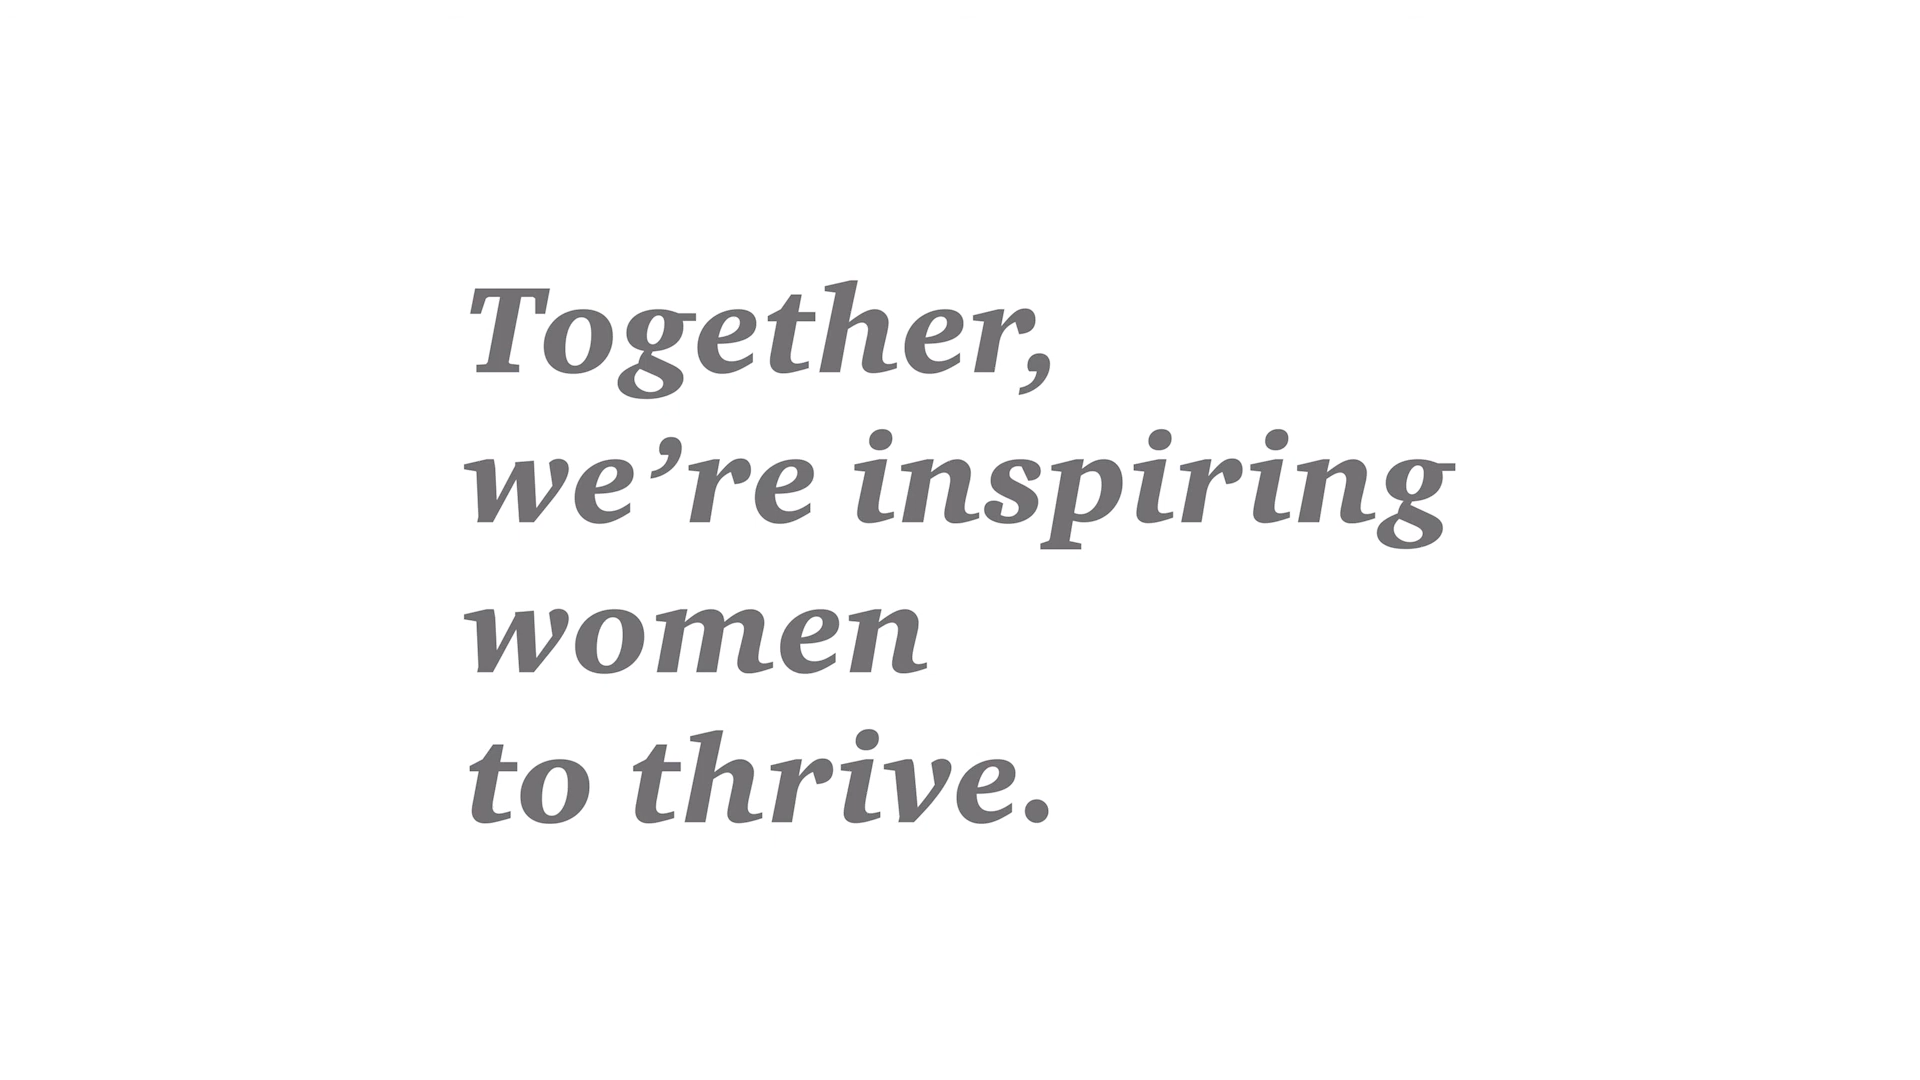 Together,
we’re inspiring
women
to thrive.